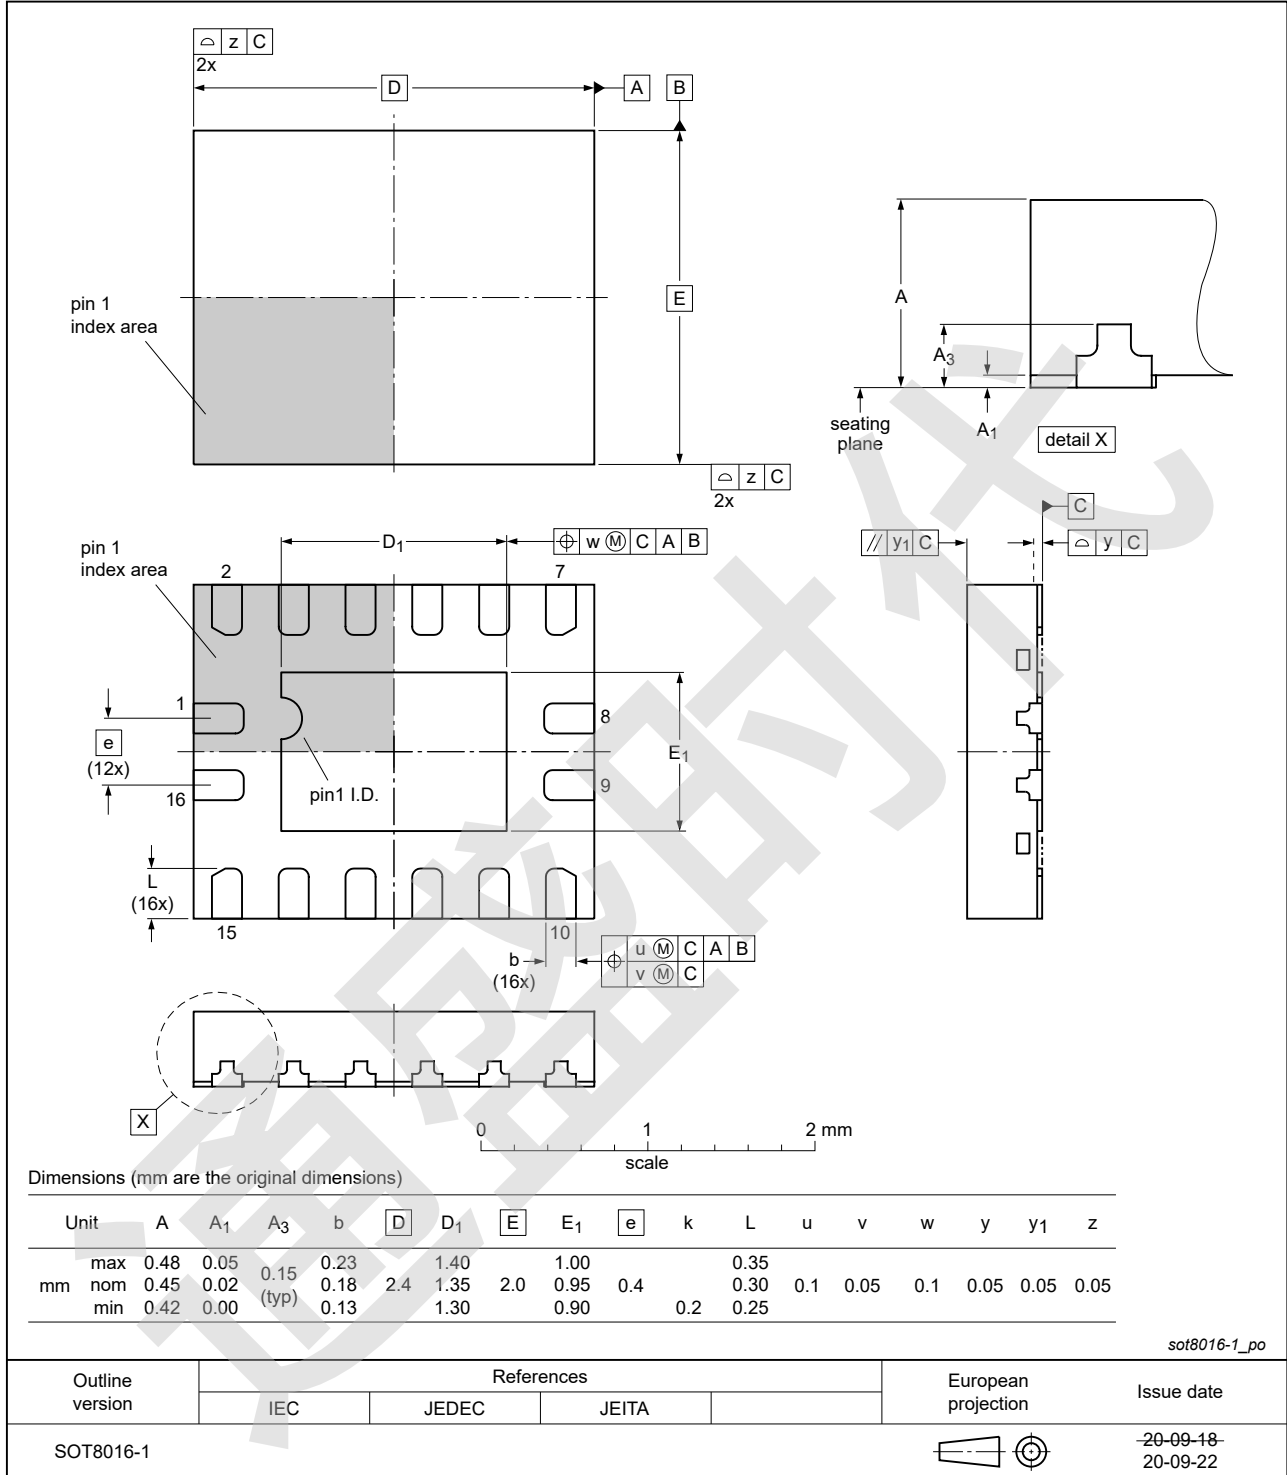 ⌓ z C
2x
D
A
B
E
pin 1
index area
⌓ z C
2x
A
A3
A1
seating
plane
detail X
pin 1
index area
D1
⌖ w Ⓜ C A B
2
7
1
8
e
(12x)
E1
16
pin1 I.D.
9
L
(16x)
15
10
b
(16x)
⌖ u Ⓜ C A B
v Ⓜ C
// y1 C
C
⌓ y C
X
0 1 2 mm
scale
Dimensions (mm are the original dimensions)
Unit A A1 A3 b D D1 E E1 e k L u v w y y1 z
mm
max 0.48 0.05 0.15 (typ) 0.23 1.40 1.00 0.35
nom 0.45 0.02 0.18 2.4 1.35 2.0 0.95 0.4 0.30 0.1 0.05 0.1 0.05 0.05 0.05
min 0.42 0.00 0.13 1.30 0.90 0.2 0.25
sot8016-1_po
Outline
version
References
IEC JEDEC JEITA
European
projection
Issue date
SOT8016-1
20-09-18
20-09-22
通盛时代